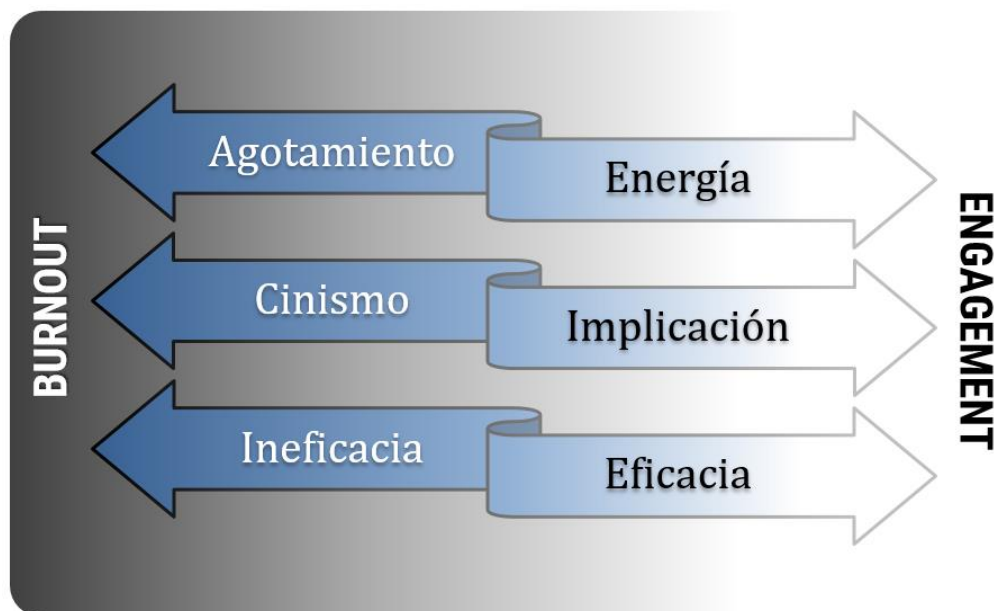 BURNOUT
Agotamiento
Energía
Cinismo
Implicación
Ineficacia
Eficacia
ENGAGEMENT